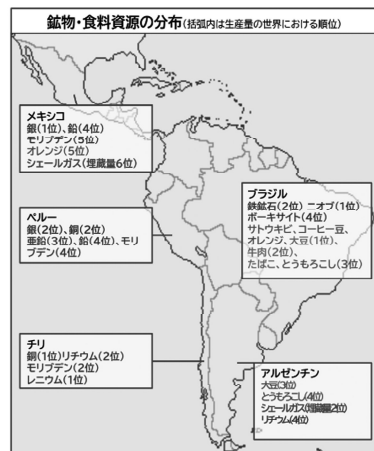 鉱物・食料資源の分布(括弧内は生産量の世界における順位)
メキシコ
銀(1位)、鉛(4位)
モリブデン(5位)
オレンジ(5位)
シェールガス(埋蔵量6位)
ペルー
銀(2位)、銅(2位)
亜鉛(3位)、鉛(4位)、モリ
ブデン(4位)
ブラジル
鉄鉱石(2位) ニオブ(1位)
ボーキサイト(4位)
サトウキビ、コーヒー豆、
オレンジ、大豆(1位)、
牛肉(2位)、
たばこ、とうもろこし(3位)
チリ
銅(1位)リチウム(2位)
モリブデン(2位)
レニウム(1位)
アルゼンチン
大豆(3位)
とうもろこし(4位)
シェールガス(埋蔵量2位)
リチウム(4位)